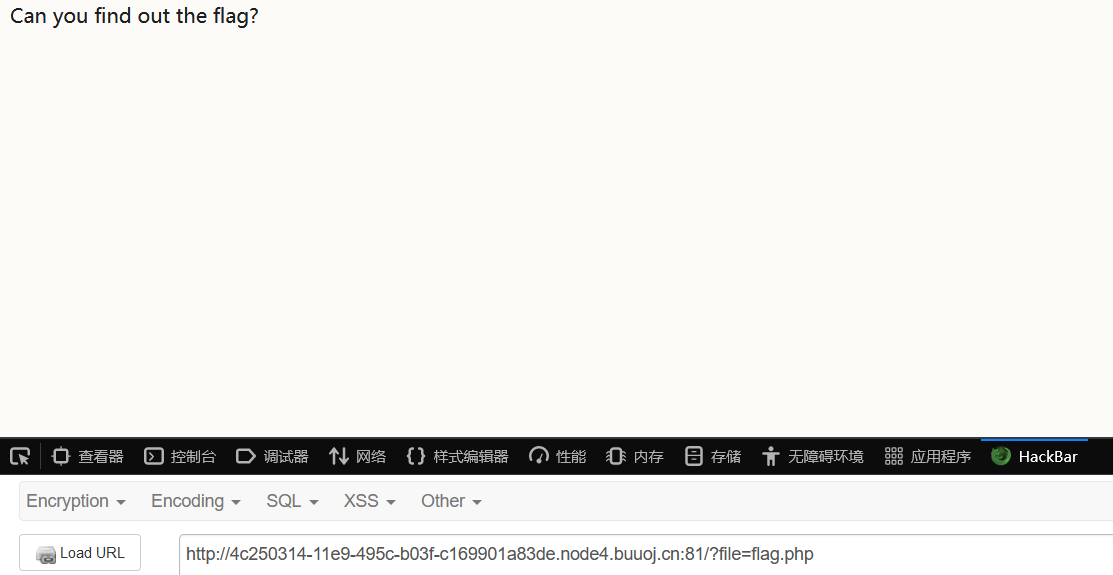 Can you find out the flag?
查看器 控制台 调试器 网络 样式编辑器 性能 内存 存储 无障碍环境 应用程序 HackBar
Encryption Encoding SQL XSS Other
Load URL http://4c250314-11e9-495c-b03f-c169901a83de.node4.buuoj.cn:81/?file=flag.php